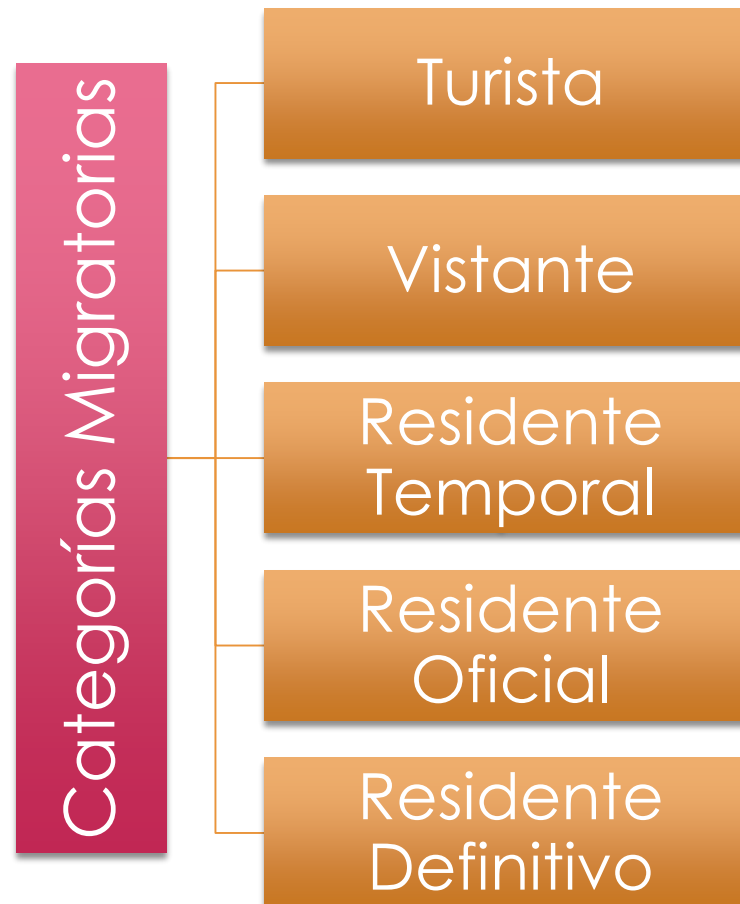 Categorías Migratorias
Turista
Vistante
Residente
Temporal
Residente
Oficial
Residente
Definitivo